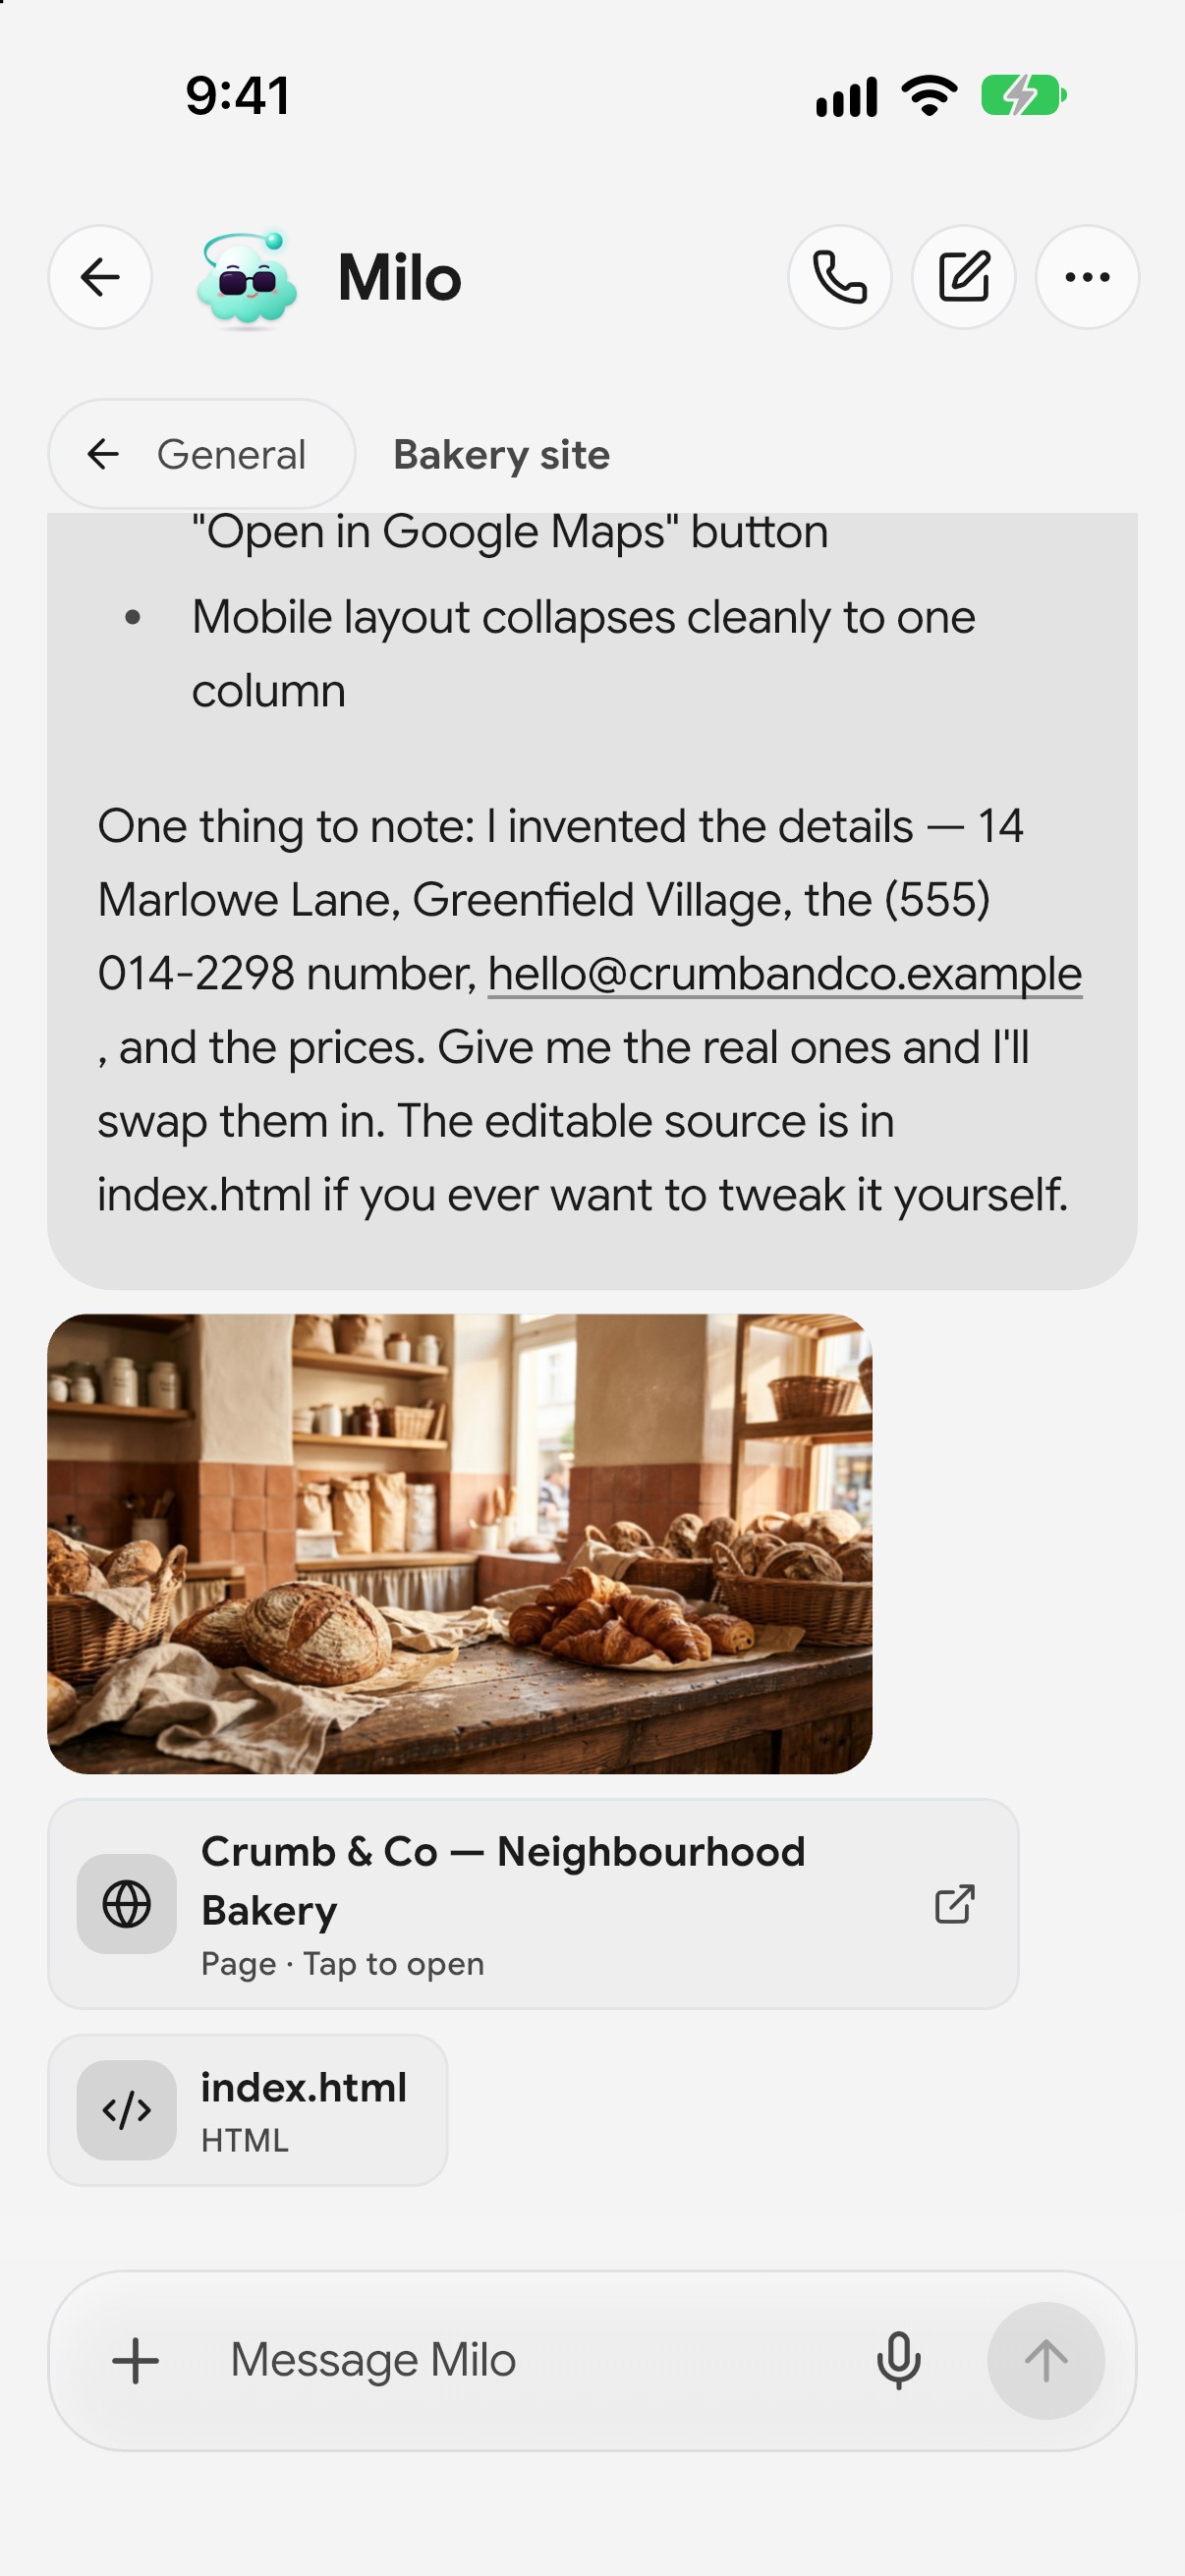 9:41
Milo
General
Bakery site
"Open in Google Maps" button
• Mobile layout collapses cleanly to one
column
One thing to note: I invented the details — 14
Marlowe Lane, Greenfield Village, the (555)
014-2298 number, hello@crumbandco.example
, and the prices. Give me the real ones and I'll
swap them in. The editable source is in
index.html if you ever want to tweak it yourself.
Crumb & Co — Neighbourhood
Bakery
Page · Tap to open
index.html
HTML
Message Milo